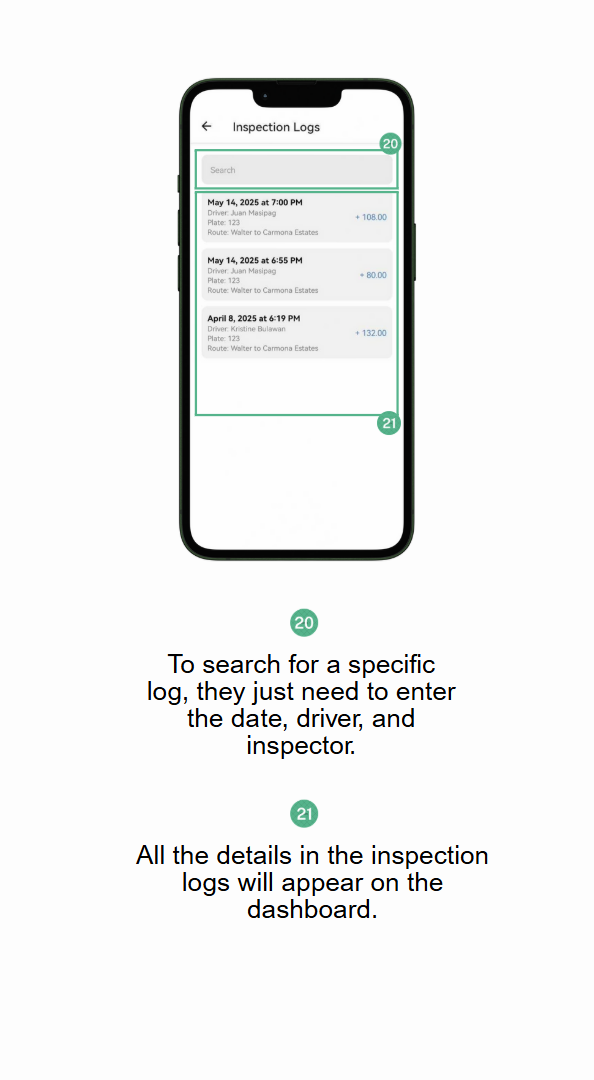 Inspection Logs
20
Search
May 14, 2025 at 7:00 PM
Driver: Juan Masipag
+ 108.00
Plate: 123
Route: Walter to Carmona Estates
May 14, 2025 at 6:55 PM
Driver: Juan Masipag
+ 80.00
Plate: 123
Route: Walter to Carmona Estates
April 8, 2025 at 6:19 PM
Driver: Kristine Bulawan
+ 132.00
Plate: 123
Route: Walter to Carmona Estates
21
20
To search for a specific
log, they just need to enter
the date, driver, and
inspector.
21
All the details in the inspection
logs will appear on the
dashboard.